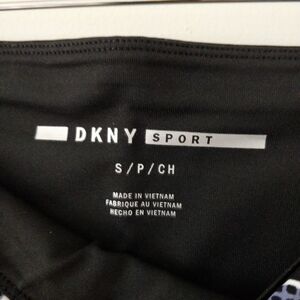 DKNY SPORT
S/P/CH
MADE IN VIETNAM
FABRIQUE AU VIETNAM
HECHO EN VIETNAM